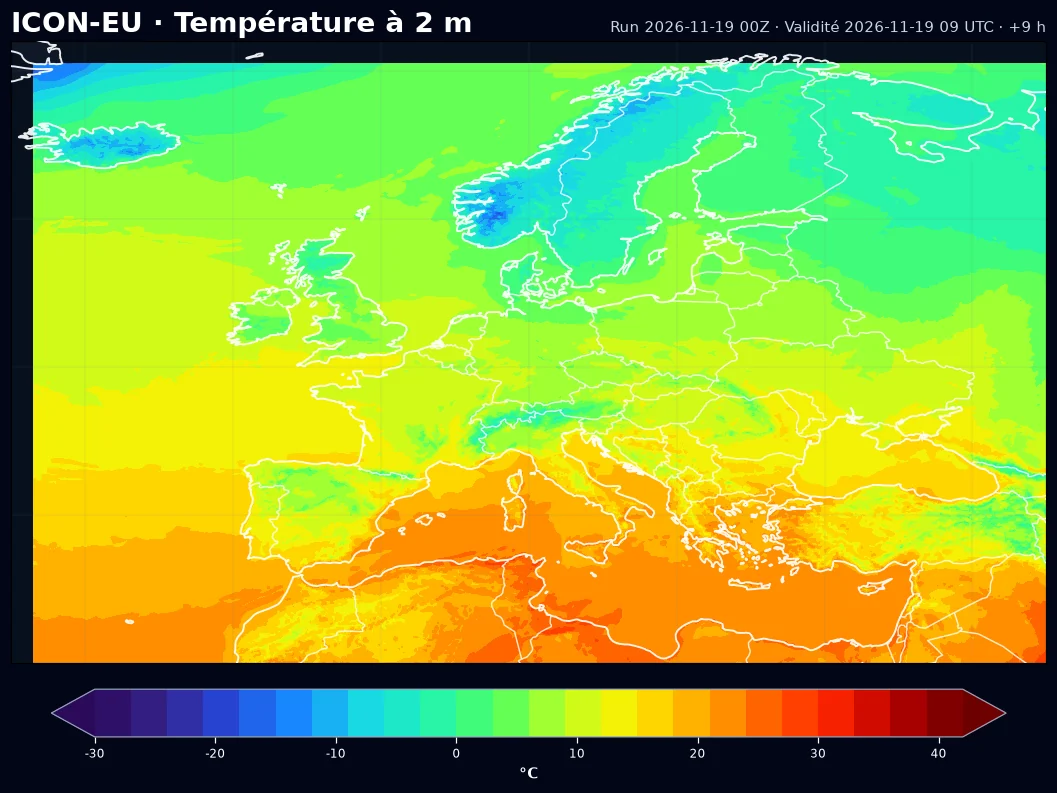 ICON-EU · Température à 2 m
Run 2026-11-19 00Z · Validité 2026-11-19 09 UTC · +9 h
-30 -20 -10 0 10 20 30 40
°C